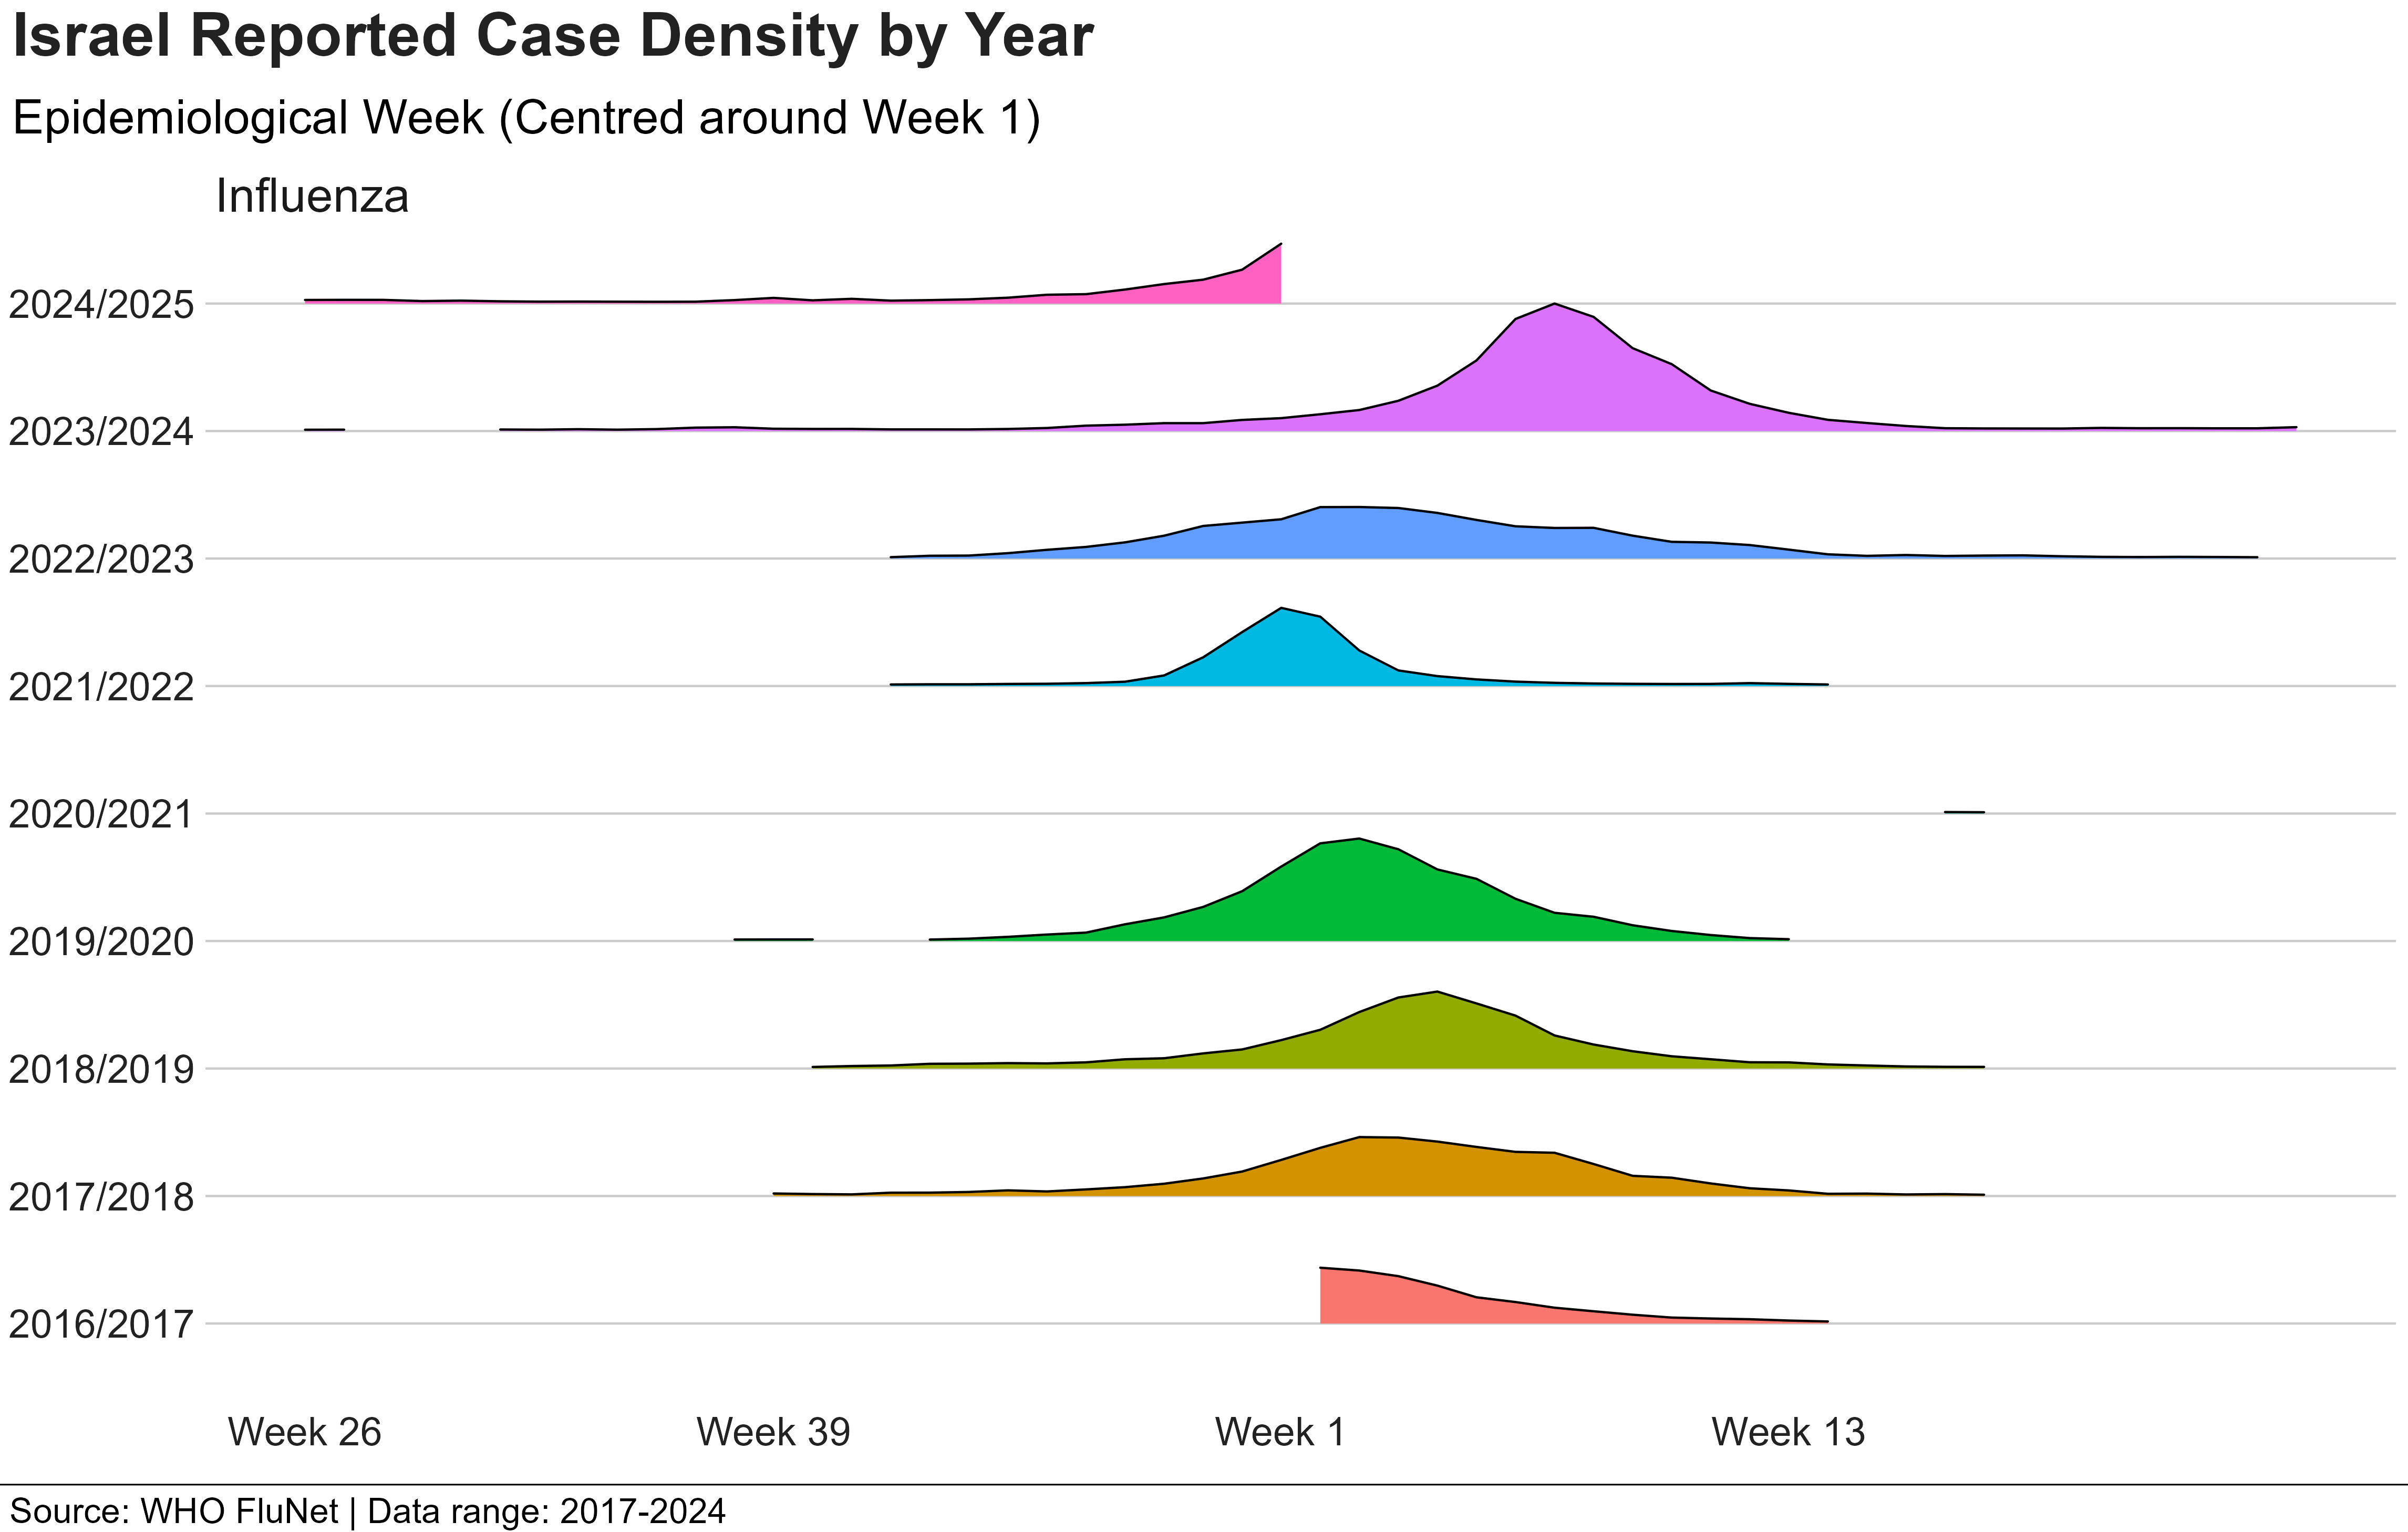 Israel Reported Case Density by Year
Epidemiological Week (Centred around Week 1)
Influenza
2024/2025
2023/2024
2022/2023
2021/2022
2020/2021
2019/2020
2018/2019
2017/2018
2016/2017
Week 26 Week 39 Week 1 Week 13
Source: WHO FluNet | Data range: 2017-2024